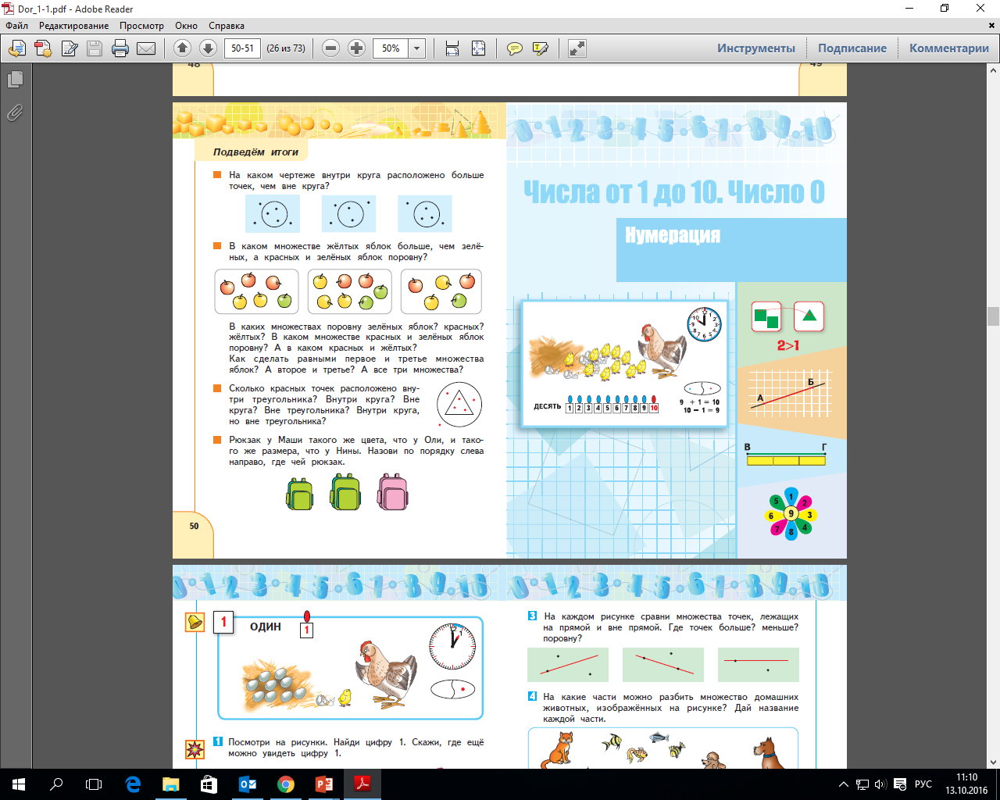 Dor_1-1.pdf - Adobe Reader
Файл Редактирование Просмотр Окно Справка
50-51 (26 из 73) 50% Инструменты Подписание Комментарии
48 49
Подведём итоги
На каком чертеже внутри круга расположено больше
точек, чем вне круга?
В каком множестве жёлтых яблок больше, чем зелё-
ных, а красных и зелёных яблок поровну?
В каких множествах поровну зелёных яблок? красных?
жёлтых? В каком множестве красных и зелёных яблок
поровну? А в каком красных и жёлтых?
Как сделать равными первое и третье множества
яблок? А второе и третье? А все три множества?
Сколько красных точек расположено вну-
три треугольника? Внутри круга? Вне
круга? Вне треугольника? Внутри круга,
но вне треугольника?
Рюкзак у Маши такого же цвета, что у Оли, и тако-
го же размера, что у Нины. Назови по порядку слева
направо, где чей рюкзак.
50
0 1 2 3 4 5 6 7 8 9 10
Числа от 1 до 10. Число 0
Нумерация
ДЕСЯТЬ 1 2 3 4 5 6 7 8 9 10
9 + 1 = 10
10 - 1 = 9
2>1
А Б
В Г
1 2 3 4 8 7 6 5 9
0 1 2 3 4 5 6 7 8 9 10 0 1 2 3 4 5 6 7 8 9 10
1 ОДИН 1
12 1
1 Посмотри на рисунки. Найди цифру 1. Скажи, где ещё
можно увидеть цифру 1.
3 На каждом рисунке сравни множества точек, лежащих
на прямой и вне прямой. Где точек больше? меньше?
поровну?
4 На какие части можно разбить множество домашних
животных, изображённых на рисунке? Дай название
каждой части.
РУС
11:10
13.10.2016